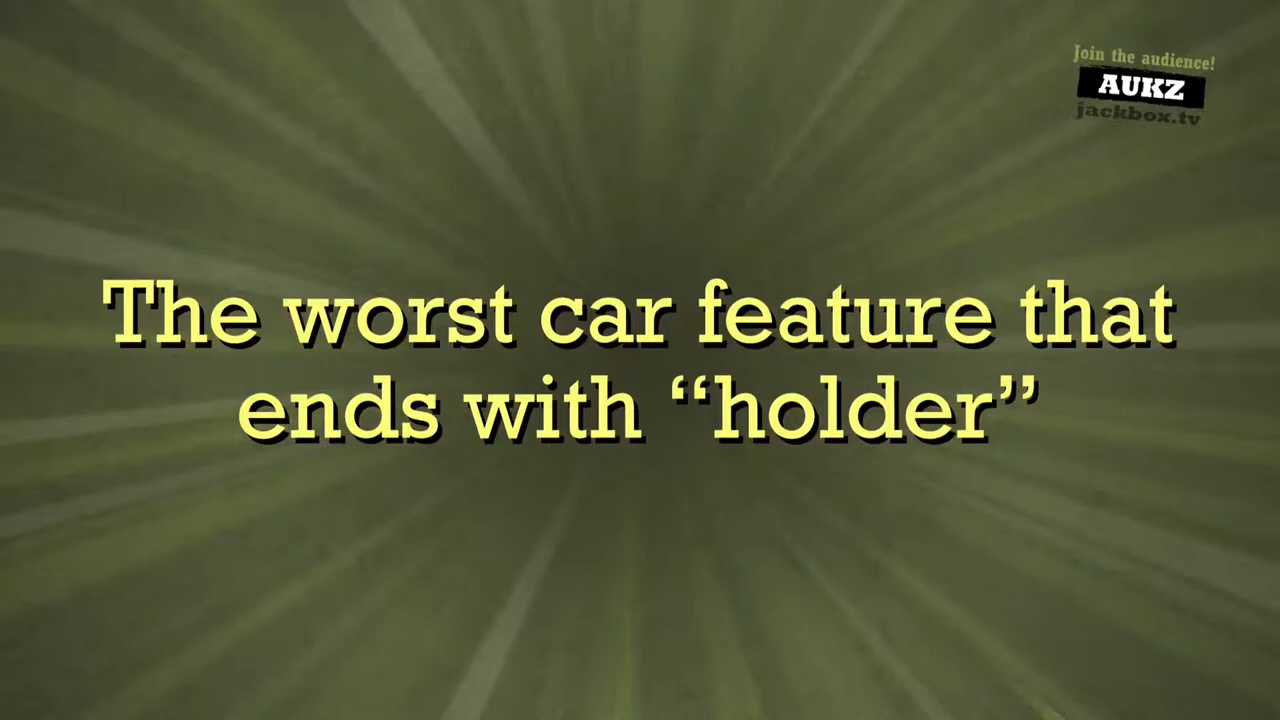 Join the audience!
AUKZ
jackbox.tv
The worst car feature that
ends with “holder”